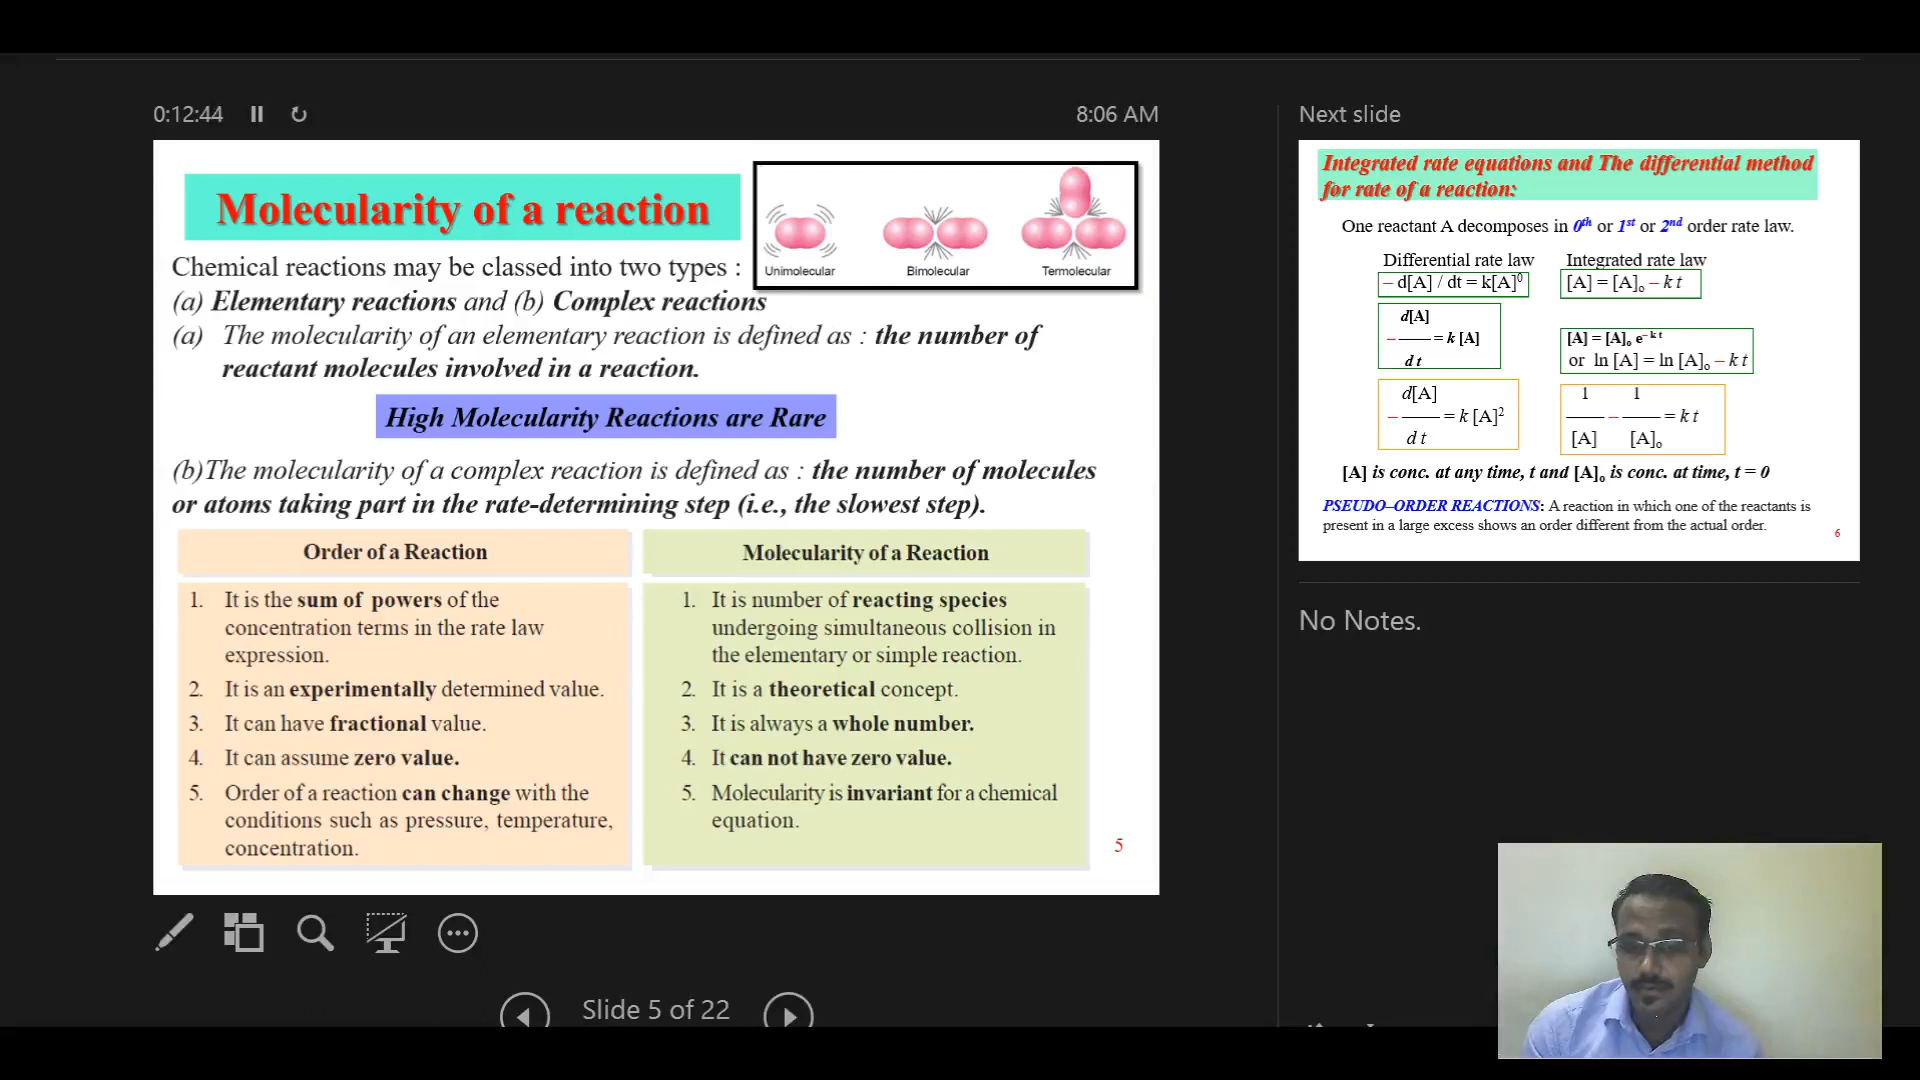 0:12:44
8:06 AM
Molecularity of a reaction
Unimolecular
Bimolecular
Termolecular
Chemical reactions may be classed into two types :
(a) Elementary reactions and (b) Complex reactions
(a) The molecularity of an elementary reaction is defined as : the number of
reactant molecules involved in a reaction.
High Molecularity Reactions are Rare
(b)The molecularity of a complex reaction is defined as : the number of molecules
or atoms taking part in the rate-determining step (i.e., the slowest step).
Order of a Reaction
1. It is the sum of powers of the
concentration terms in the rate law
expression.
2. It is an experimentally determined value.
3. It can have fractional value.
4. It can assume zero value.
5. Order of a reaction can change with the
conditions such as pressure, temperature,
concentration.
Molecularity of a Reaction
1. It is number of reacting species
undergoing simultaneous collision in
the elementary or simple reaction.
2. It is a theoretical concept.
3. It is always a whole number.
4. It can not have zero value.
5. Molecularity is invariant for a chemical
equation.
5
Slide 5 of 22
Next slide
Integrated rate equations and The differential method
for rate of a reaction:
One reactant A decomposes in 0th or 1st or 2nd order rate law.
Differential rate law Integrated rate law
– d[A] / dt = k[A]⁰ [A] = [A]₀ – k t
d[A]
– —— = k [A]
d t
[A] = [A]₀ e⁻ᵏᵗ
or ln [A] = ln [A]₀ – k t
d[A]
– —— = k [A]²
d t
1 1
—— – —— = k t
[A] [A]₀
[A] is conc. at any time, t and [A]₀ is conc. at time, t = 0
PSEUDO–ORDER REACTIONS: A reaction in which one of the reactants is
present in a large excess shows an order different from the actual order.
6
No Notes.